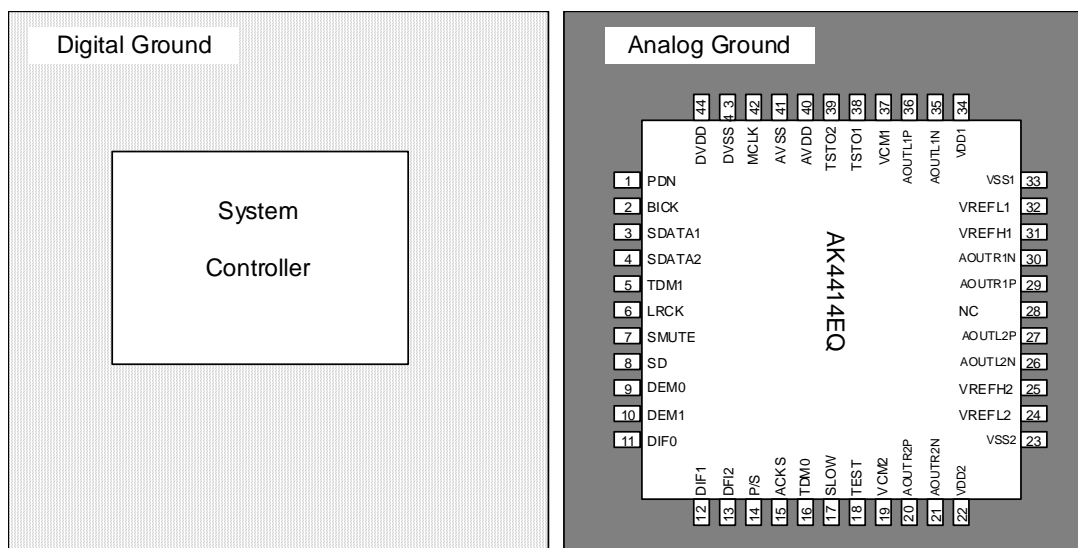 Digital Ground
System
Controller
Analog Ground
44 3 42 41 40 39 38 37 36 35 34
4
DVDD DVSS MCLK AVSS AVDD TSTO2 TSTO1 VCM1 AOUTL1P AOUTL1N VDD1
1 PDN
2 BICK
3 SDATA1
4 SDATA2
5 TDM1
6 LRCK
7 SMUTE
8 SD
9 DEM0
10 DEM1
11 DIF0
AK4414EQ
VSS1 33
VREFL1 32
VREFH1 31
AOUTR1N 30
AOUTR1P 29
NC 28
AOUTL2P 27
AOUTL2N 26
VREFH2 25
VREFL2 24
VSS2 23
DIF1 DFI2 P/S ACKS TDM0 SLOW TEST VCM2 AOUTR2P AOUTR2N VDD2
12 13 14 15 16 17 18 19 20 21 22